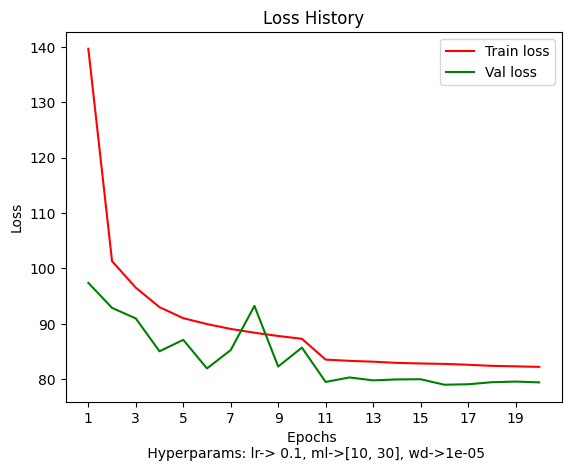 Loss History
Train loss
Val loss
140
130
120
110
100
90
80
Loss
1 3 5 7 9 11 13 15 17 19
Epochs
Hyperparams: lr-> 0.1, ml->[10, 30], wd->1e-05